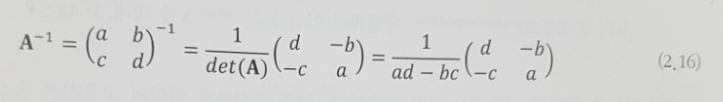 A⁻¹ = (a b; c d)⁻¹ = 1/det(A) (d −b; −c a) = 1/(ad − bc) (d −b; −c a) (2.16)